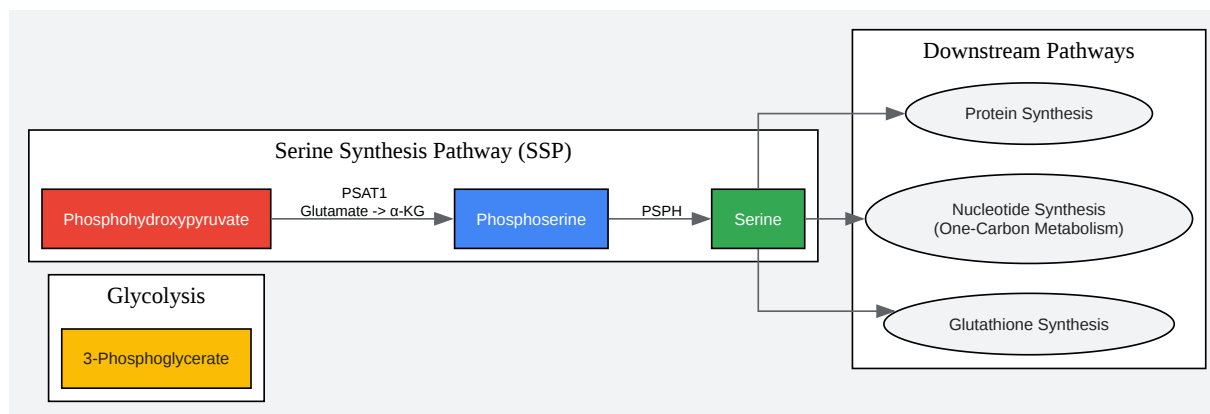 Downstream Pathways
Protein Synthesis
Serine Synthesis Pathway (SSP)
Phosphohydroxypyruvate
PSAT1
Glutamate -> α-KG
Phosphoserine
PSPH
Serine
Nucleotide Synthesis
(One-Carbon Metabolism)
Glycolysis
3-Phosphoglycerate
Glutathione Synthesis